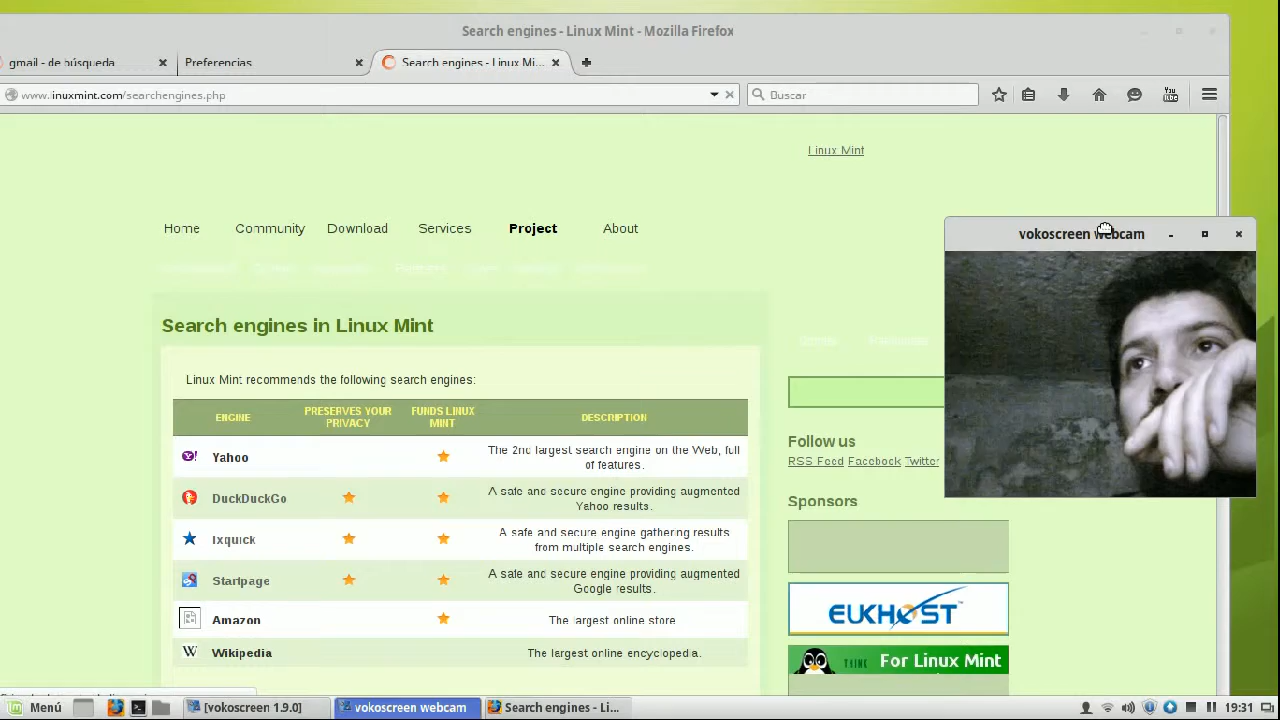 Search engines - Linux Mint - Mozilla Firefox
gmail - de búsqueda
Preferencias
Search engines - Linux Mi...
www.linuxmint.com/searchengines.php
Buscar
You
Linux Mint
Home Community Download Services Project About
vokoscreen webcam
Search engines in Linux Mint
Linux Mint recommends the following search engines:
ENGINE
PRESERVES YOUR
PRIVACY
FUNDS LINUX
MINT
DESCRIPTION
Yahoo
The 2nd largest search engine on the Web, full
of features.
DuckDuckGo
A safe and secure engine providing augmented
Yahoo results.
Ixquick
A safe and secure engine gathering results
from multiple search engines.
Startpage
A safe and secure engine providing augmented
Google results.
Amazon
The largest online store
W Wikipedia
The largest online encyclopedia.
Follow us
RSS Feed Facebook Twitter
Sponsors
EUKHOST™
THINK For Linux Mint
Menú
[vokoscreen 1.9.0]
vokoscreen webcam
Search engines - Li...
19:31